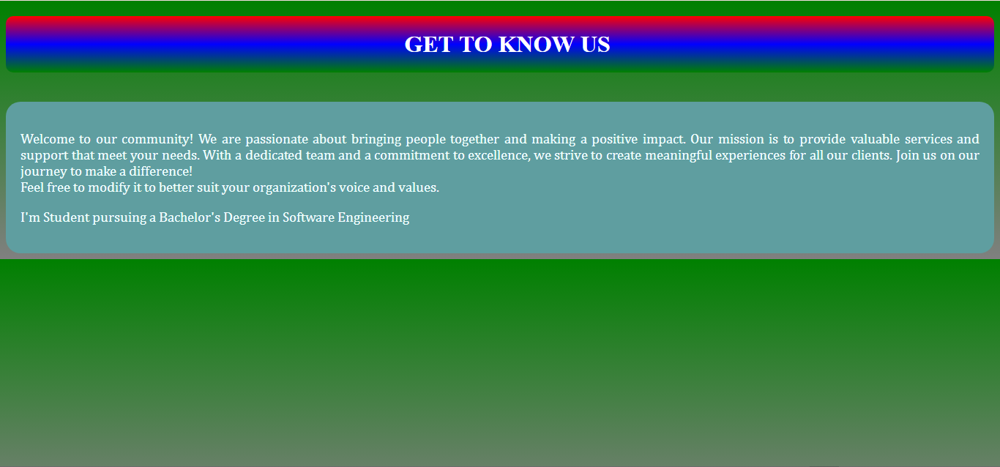 GET TO KNOW US
Welcome to our community! We are passionate about bringing people together and making a positive impact. Our mission is to provide valuable services and
support that meet your needs. With a dedicated team and a commitment to excellence, we strive to create meaningful experiences for all our clients. Join us on our
journey to make a difference!
Feel free to modify it to better suit your organization's voice and values.
I'm Student pursuing a Bachelor's Degree in Software Engineering